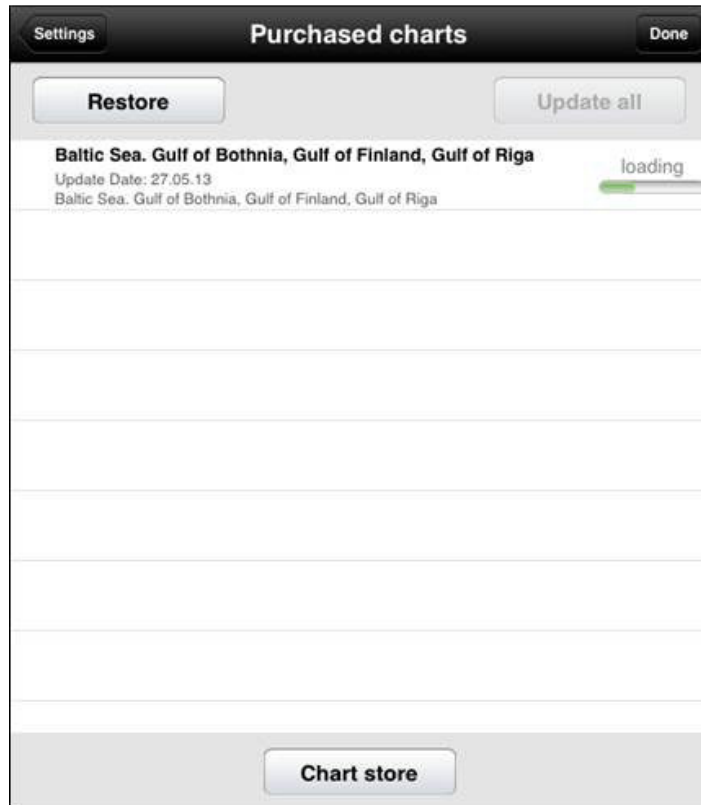 Settings
Purchased charts
Done
Restore
Update all
Baltic Sea. Gulf of Bothnia, Gulf of Finland, Gulf of Riga
loading
Update Date: 27.05.13
Baltic Sea. Gulf of Bothnia, Gulf of Finland, Gulf of Riga
Chart store